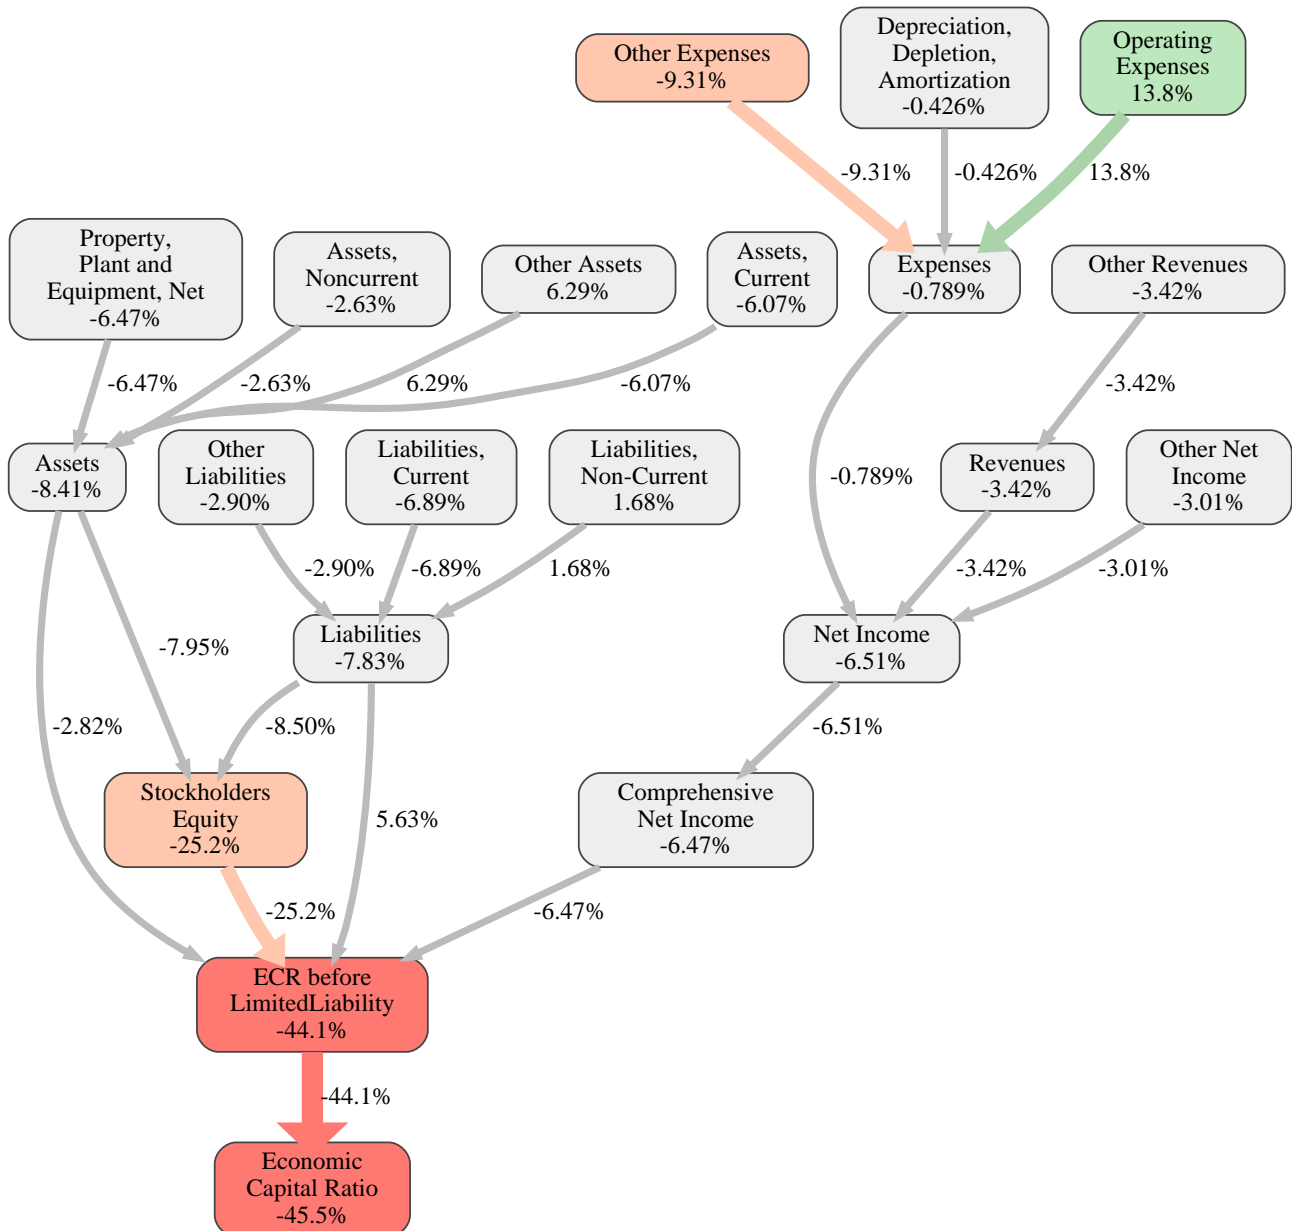 Other Expenses
-9.31%
Depreciation,
Depletion,
Amortization
-0.426%
Operating
Expenses
13.8%
-9.31%
-0.426%
13.8%
Property,
Plant and
Equipment, Net
-6.47%
Assets,
Noncurrent
-2.63%
Other Assets
6.29%
Assets,
Current
-6.07%
Expenses
-0.789%
Other Revenues
-3.42%
-6.47%
-2.63%
6.29%
-6.07%
-3.42%
Assets
-8.41%
Other
Liabilities
-2.90%
Liabilities,
Current
-6.89%
Liabilities,
Non-Current
1.68%
-0.789%
Revenues
-3.42%
Other Net
Income
-3.01%
-2.90%
-6.89%
1.68%
-3.42%
-3.01%
-7.95%
Liabilities
-7.83%
Net Income
-6.51%
-2.82%
-8.50%
-6.51%
Stockholders
Equity
-25.2%
5.63%
Comprehensive
Net Income
-6.47%
-25.2%
-6.47%
ECR before
LimitedLiability
-44.1%
-44.1%
Economic
Capital Ratio
-45.5%